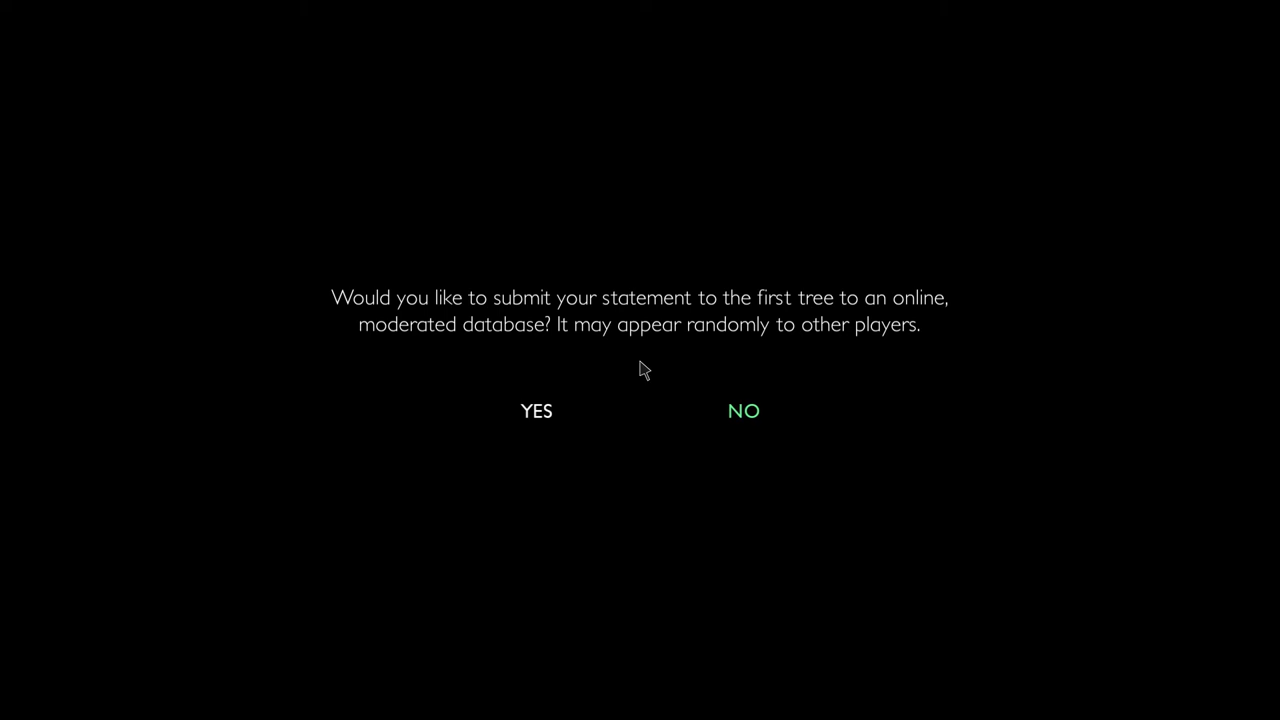 Would you like to submit your statement to the first tree to an online,
moderated database? It may appear randomly to other players.
YES NO